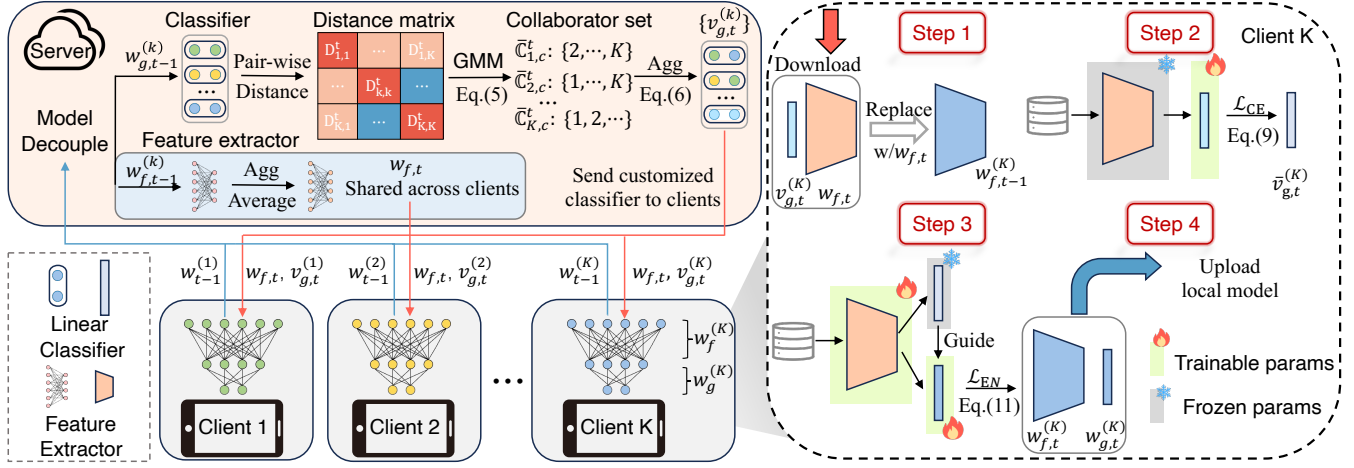 Server
Model
Decouple
w_{g,t-1}^{(k)}
Classifier
...
Pair-wise
Distance
Distance matrix
D_{1,1}^t ... D_{1,K}^t
... D_{k,k}^t ...
D_{K,1}^t ... D_{K,K}^t
GMM
Eq.(5)
Collaborator set
C̅_{1,c}^t: {2,⋯,K}
C̅_{2,c}^t: {1,⋯,K}
...
C̅_{K,c}^t: {1,2,⋯}
Agg
Eq.(6)
{v_{g,t}^{(k)}}
...
Feature extractor
w_{f,t-1}^{(k)}
Agg
Average
w_{f,t}
Shared across clients
Send customized
classifier to clients
Linear
Classifier
Feature
Extractor
w_{t-1}^{(1)}
w_{f,t}, v_{g,t}^{(1)}
w_{t-1}^{(2)}
w_{f,t}, v_{g,t}^{(2)}
w_{t-1}^{(K)}
w_{f,t}, v_{g,t}^{(K)}
w_f^{(K)}
w_g^{(K)}
Client 1
Client 2
...
Client K
Step 1
Download
v_{g,t}^{(K)} w_{f,t}
Replace
w/w_{f,t}
w_{f,t-1}^{(K)}
Step 2
Client K
ℒ_{CE}
Eq.(9)
v̄_{g,t}^{(K)}
Step 3
Guide
ℒ_{EN}
Eq.(11)
Step 4
Upload
local model
w_{f,t}^{(K)} w_{g,t}^{(K)}
Trainable params
Frozen params